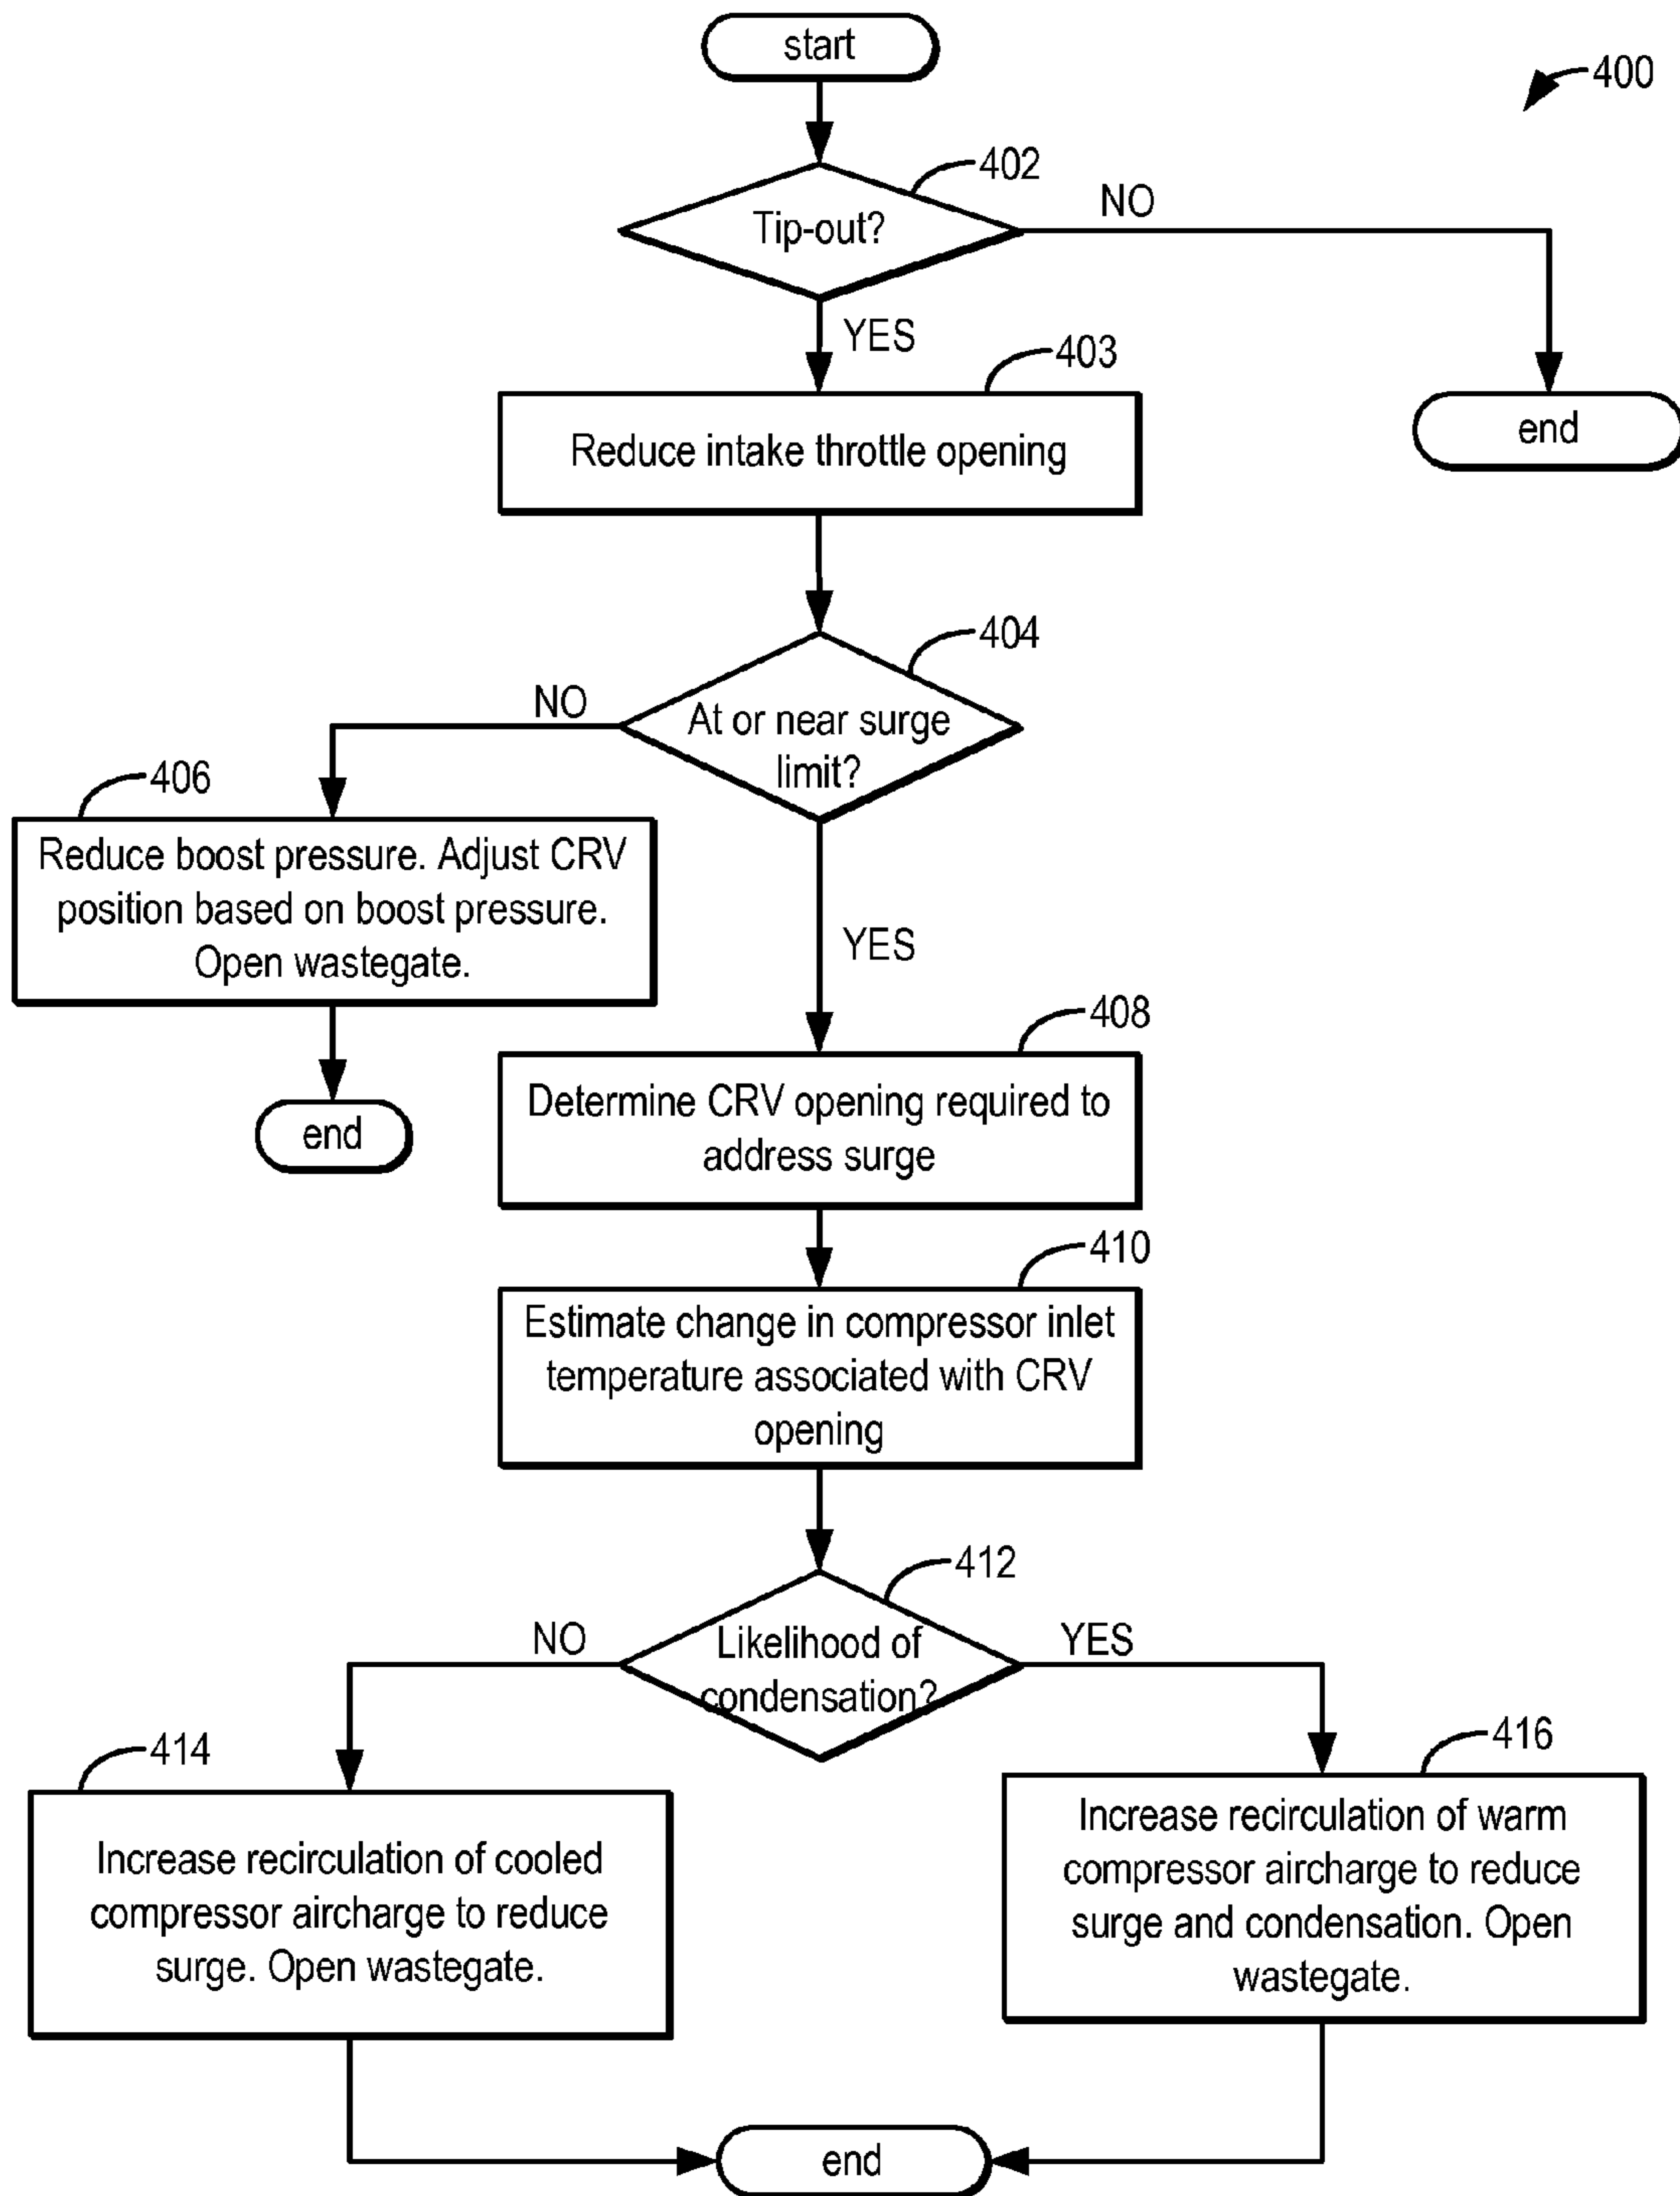 start
400
402
Tip-out?
NO
YES
403
Reduce intake throttle opening
end
404
At or near surge
limit?
NO
406
Reduce boost pressure. Adjust CRV
position based on boost pressure.
Open wastegate.
end
YES
408
Determine CRV opening required to
address surge
410
Estimate change in compressor inlet
temperature associated with CRV
opening
412
Likelihood of
condensation?
NO
YES
414
Increase recirculation of cooled
compressor aircharge to reduce
surge. Open wastegate.
416
Increase recirculation of warm
compressor aircharge to reduce
surge and condensation. Open
wastegate.
end